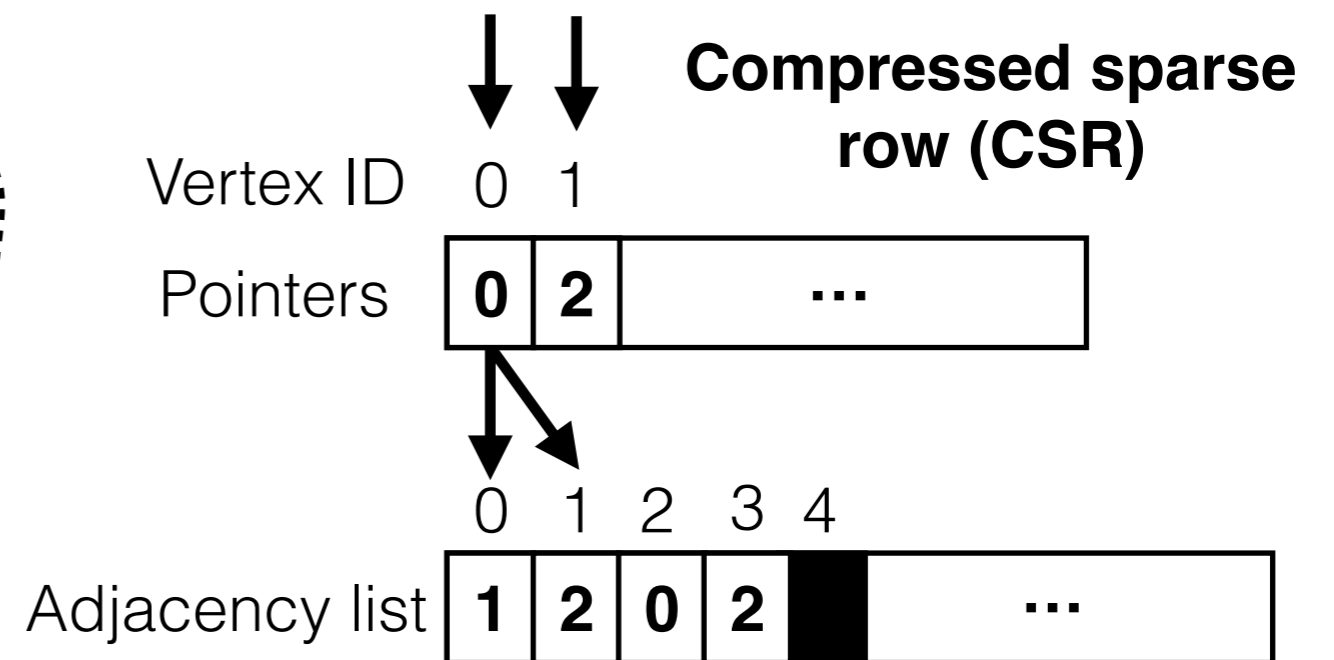 Compressed sparse
row (CSR)
Vertex ID 0 1
Pointers 0 2 ...
0 1 2 3 4
Adjacency list 1 2 0 2 ...